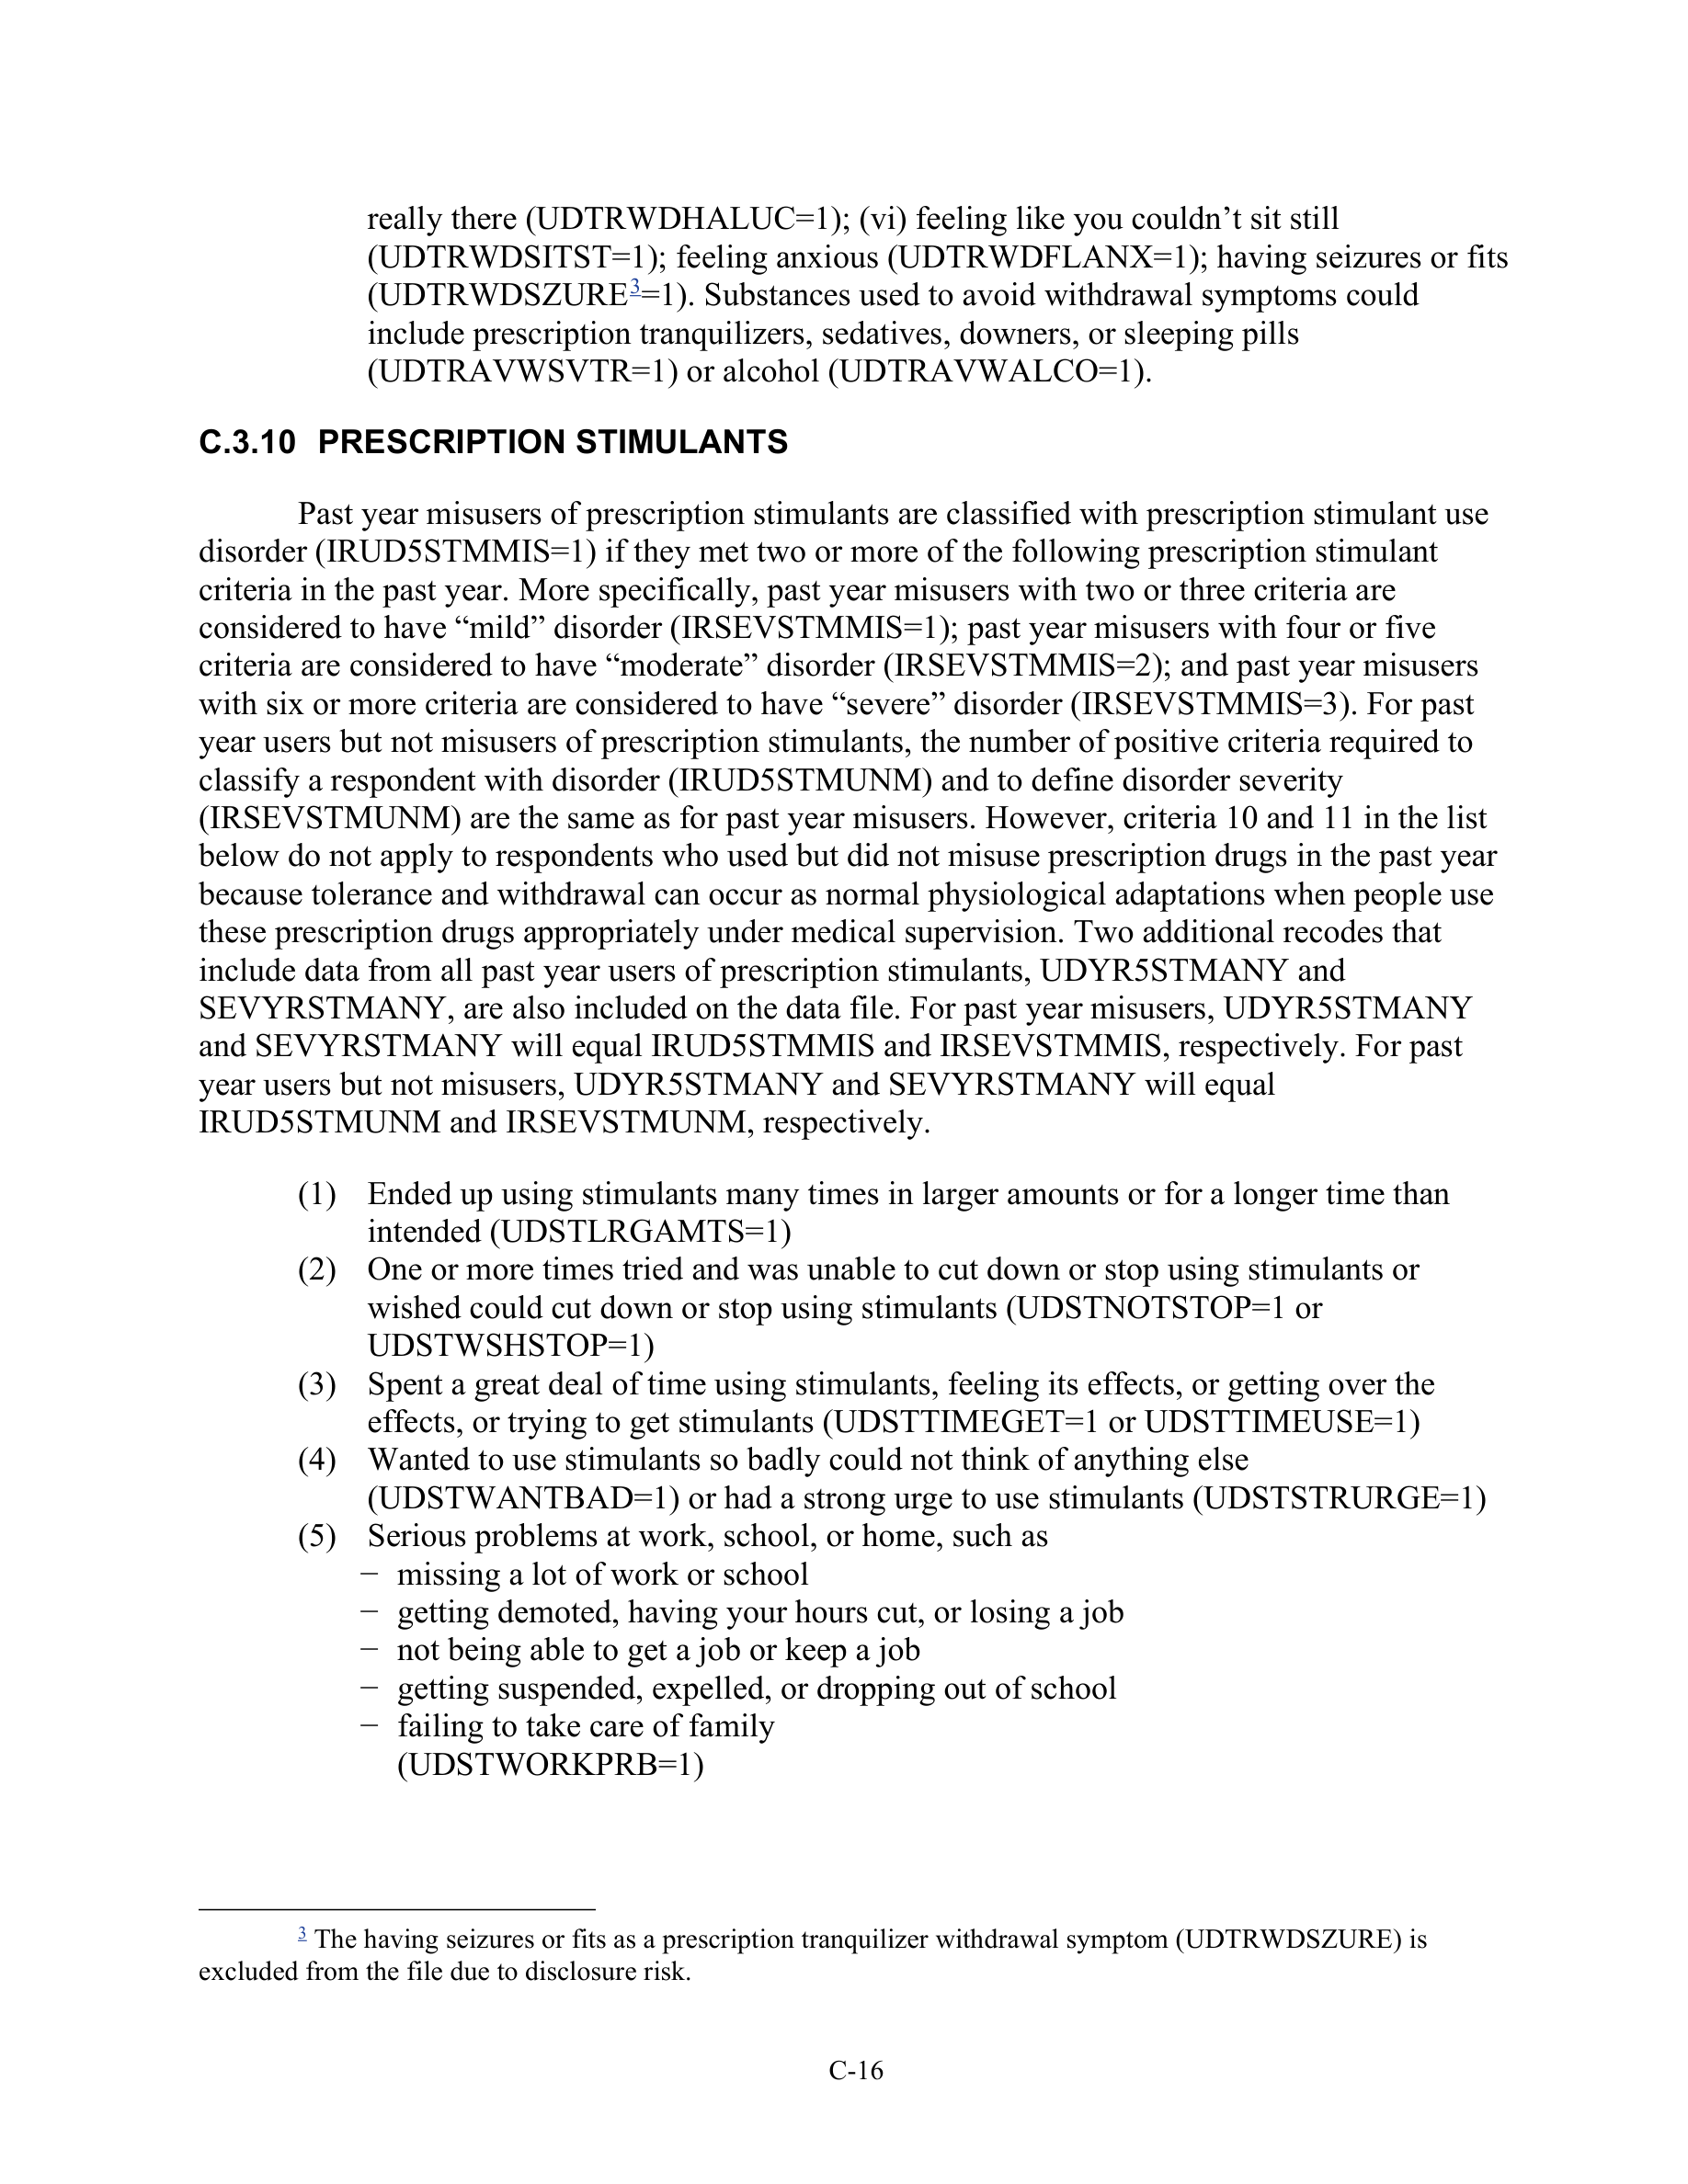 really there (UDTRWDHALUC=1); (vi) feeling like you couldn’t sit still
(UDTRWDSITST=1); feeling anxious (UDTRWDFLANX=1); having seizures or fits
(UDTRWDSZURE3=1). Substances used to avoid withdrawal symptoms could
include prescription tranquilizers, sedatives, downers, or sleeping pills
(UDTRAVWSVTR=1) or alcohol (UDTRAVWALCO=1).
C.3.10 PRESCRIPTION STIMULANTS
Past year misusers of prescription stimulants are classified with prescription stimulant use
disorder (IRUD5STMMIS=1) if they met two or more of the following prescription stimulant
criteria in the past year. More specifically, past year misusers with two or three criteria are
considered to have “mild” disorder (IRSEVSTMMIS=1); past year misusers with four or five
criteria are considered to have “moderate” disorder (IRSEVSTMMIS=2); and past year misusers
with six or more criteria are considered to have “severe” disorder (IRSEVSTMMIS=3). For past
year users but not misusers of prescription stimulants, the number of positive criteria required to
classify a respondent with disorder (IRUD5STMUNM) and to define disorder severity
(IRSEVSTMUNM) are the same as for past year misusers. However, criteria 10 and 11 in the list
below do not apply to respondents who used but did not misuse prescription drugs in the past year
because tolerance and withdrawal can occur as normal physiological adaptations when people use
these prescription drugs appropriately under medical supervision. Two additional recodes that
include data from all past year users of prescription stimulants, UDYR5STMANY and
SEVYRSTMANY, are also included on the data file. For past year misusers, UDYR5STMANY
and SEVYRSTMANY will equal IRUD5STMMIS and IRSEVSTMMIS, respectively. For past
year users but not misusers, UDYR5STMANY and SEVYRSTMANY will equal
IRUD5STMUNM and IRSEVSTMUNM, respectively.
(1) Ended up using stimulants many times in larger amounts or for a longer time than
intended (UDSTLRGAMTS=1)
(2) One or more times tried and was unable to cut down or stop using stimulants or
wished could cut down or stop using stimulants (UDSTNOTSTOP=1 or
UDSTWSHSTOP=1)
(3) Spent a great deal of time using stimulants, feeling its effects, or getting over the
effects, or trying to get stimulants (UDSTTIMEGET=1 or UDSTTIMEUSE=1)
(4) Wanted to use stimulants so badly could not think of anything else
(UDSTWANTBAD=1) or had a strong urge to use stimulants (UDSTSTRURGE=1)
(5) Serious problems at work, school, or home, such as
− missing a lot of work or school
− getting demoted, having your hours cut, or losing a job
− not being able to get a job or keep a job
− getting suspended, expelled, or dropping out of school
− failing to take care of family
(UDSTWORKPRB=1)
3 The having seizures or fits as a prescription tranquilizer withdrawal symptom (UDTRWDSZURE) is
excluded from the file due to disclosure risk.
C-16